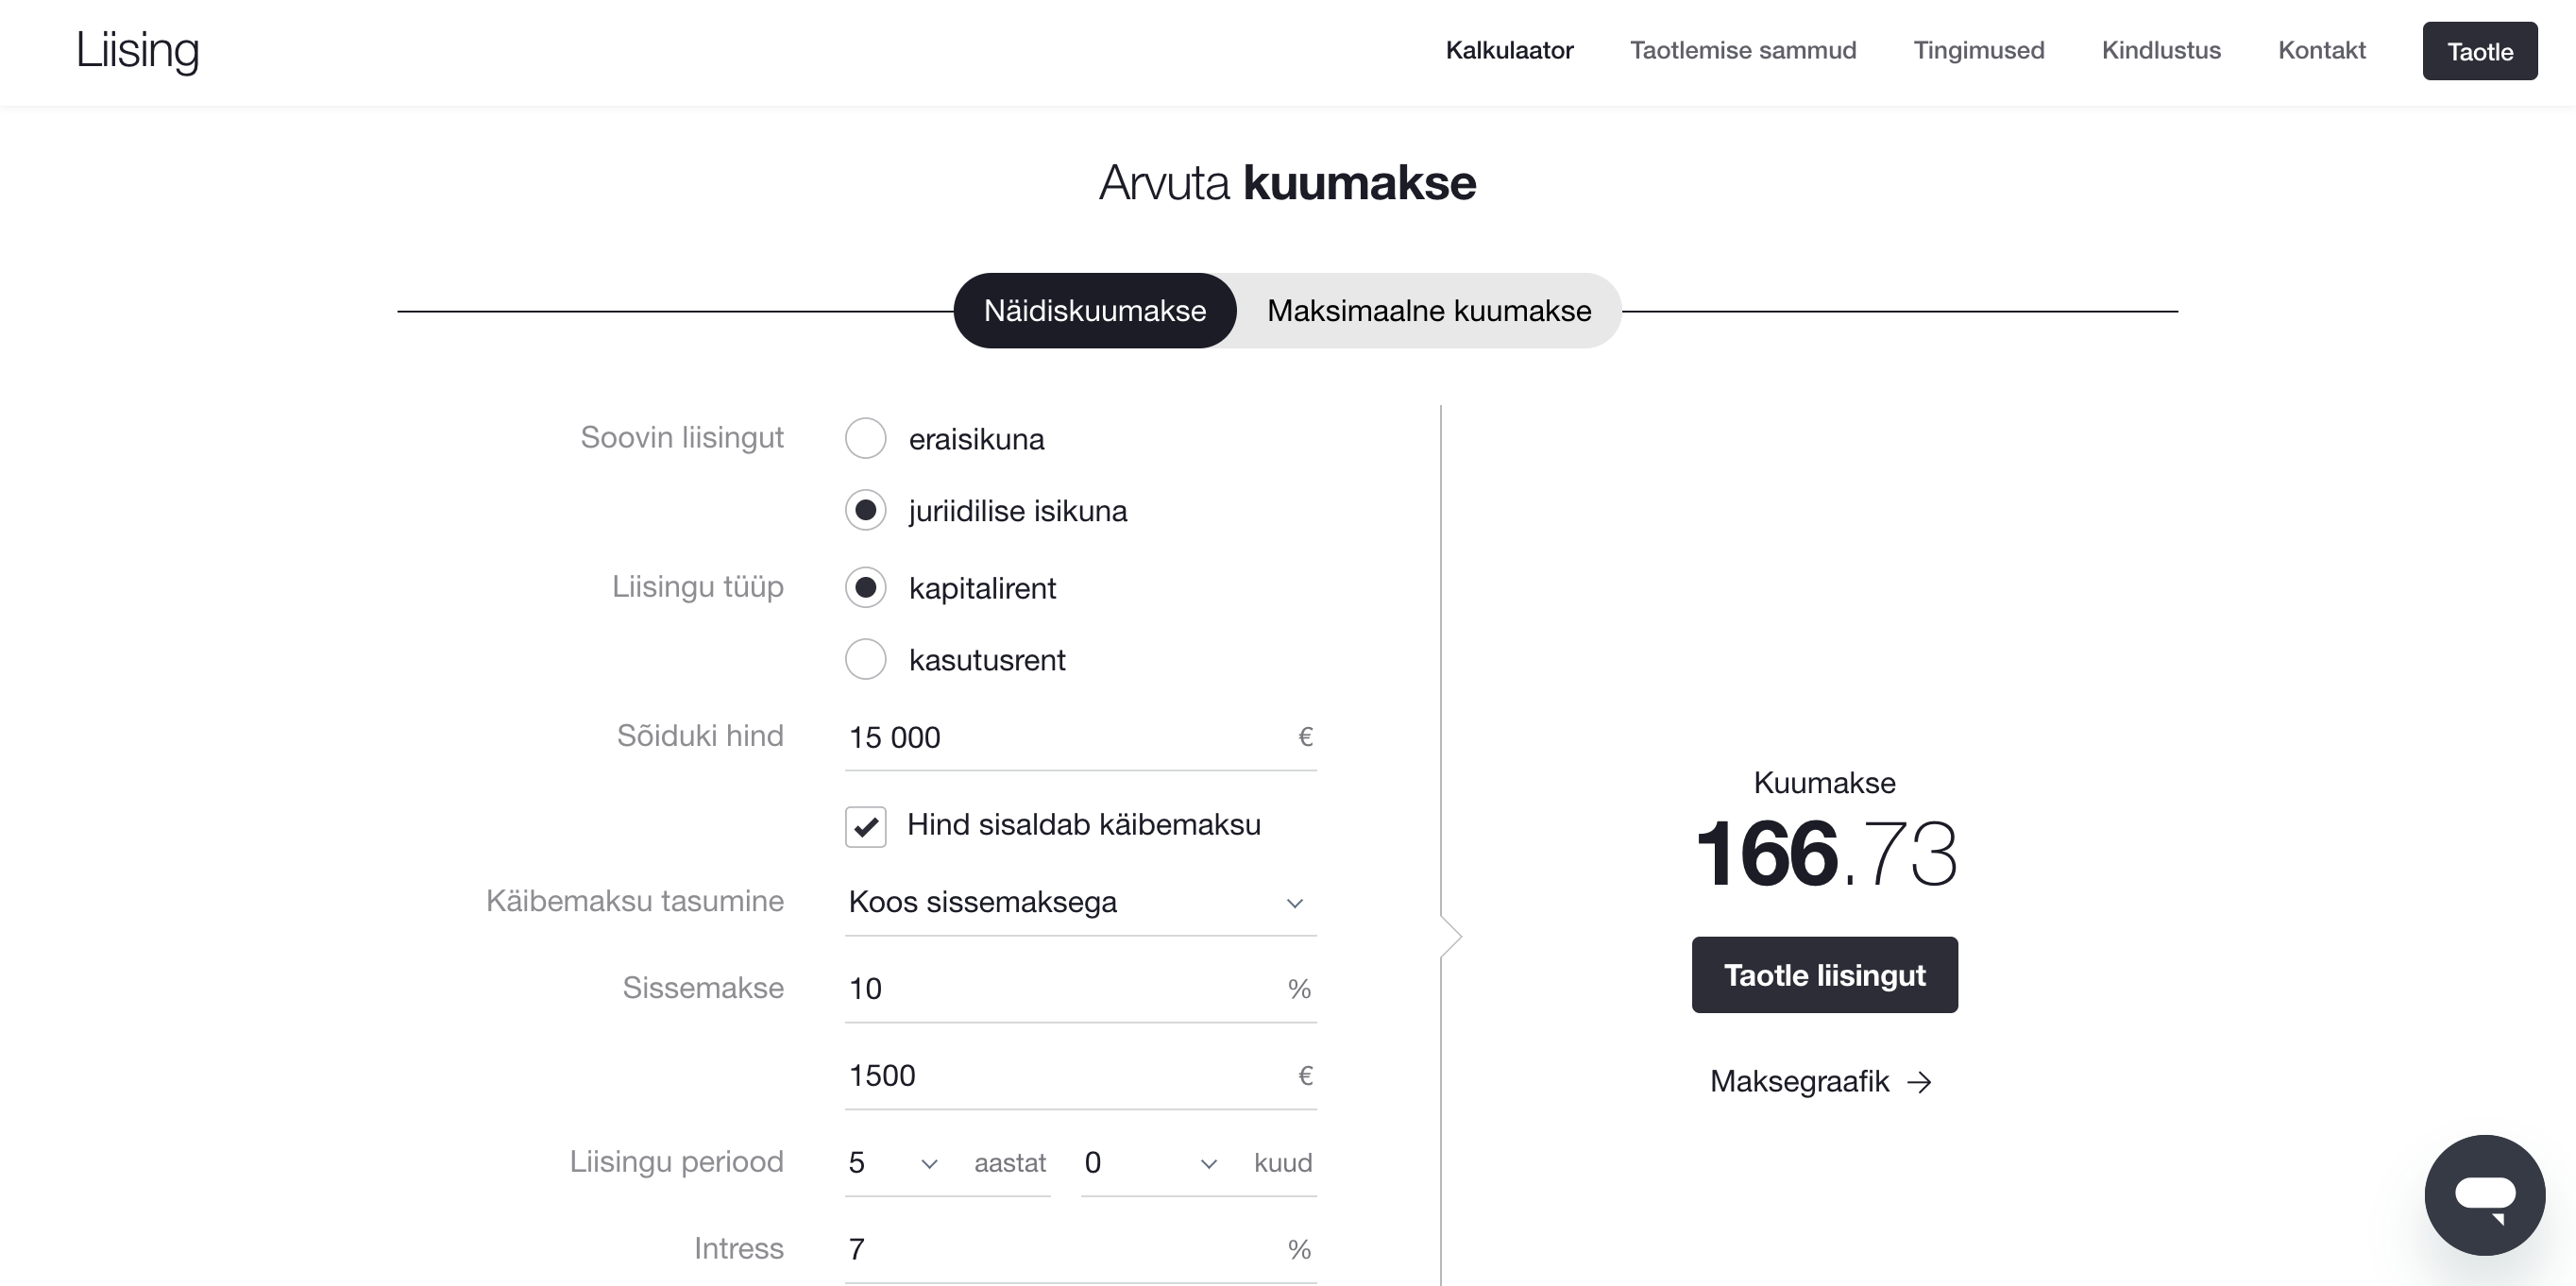 Liising
Kalkulaator Taotlemise sammud Tingimused Kindlustus Kontakt Taotle
Arvuta kuumakse
Näidiskuumakse Maksimaalne kuumakse
Soovin liisingut eraisikuna
juriidilise isikuna
Liisingu tüüp kapitalirent
kasutusrent
Sõiduki hind 15 000 €
Hind sisaldab käibemaksu
Käibemaksu tasumine Koos sissemaksega
Sissemakse 10 %
1500 €
Liisingu periood 5 aastat 0 kuud
Intress 7 %
Kuumakse
166.73
Taotle liisingut
Maksegraafik →